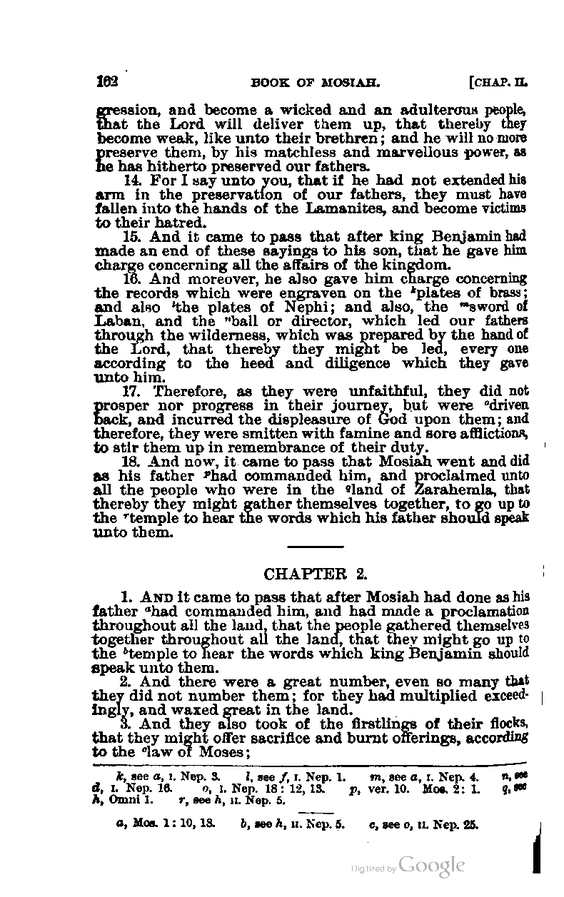 162 BOOK OF MOSIAH. [CHAP. II.
gression, and become a wicked and an adulterous people,
that the Lord will deliver them up, that thereby they
become weak, like unto their brethren; and he will no more
preserve them, by his matchless and marvellous power, as
he has hitherto preserved our fathers.
14. For I say unto you, that if he had not extended his
arm in the preservation of our fathers, they must have
fallen into the hands of the Lamanites, and become victims
to their hatred.
15. And it came to pass that after king Benjamin had
made an end of these sayings to his son, that he gave him
charge concerning all the affairs of the kingdom.
16. And moreover, he also gave him charge concerning
the records which were engraven on the ᵏplates of brass;
and also ˡthe plates of Nephi; and also, the ᵐsword of
Laban, and the ⁿball or director, which led our fathers
through the wilderness, which was prepared by the hand of
the Lord, that thereby they might be led, every one
according to the heed and diligence which they gave
unto him.
17. Therefore, as they were unfaithful, they did not
prosper nor progress in their journey, but were ᵒdriven
back, and incurred the displeasure of God upon them; and
therefore, they were smitten with famine and sore afflictions,
to stir them up in remembrance of their duty.
18. And now, it came to pass that Mosiah went and did
as his father ᵖhad commanded him, and proclaimed unto
all the people who were in the ᑫland of Zarahemla, that
thereby they might gather themselves together, to go up to
the ʳtemple to hear the words which his father should speak
unto them.
CHAPTER 2.
1. AND it came to pass that after Mosiah had done as his
father ᵃhad commanded him, and had made a proclamation
throughout all the land, that the people gathered themselves
together throughout all the land, that they might go up to
the ᵇtemple to hear the words which king Benjamin should
speak unto them.
2. And there were a great number, even so many that
they did not number them; for they had multiplied exceed-
ingly, and waxed great in the land.
3. And they also took of the firstlings of their flocks,
that they might offer sacrifice and burnt offerings, according
to the ᶜlaw of Moses;
k, see a, I. Nep. 3. l, see f, I. Nep. 1. m, see a, I. Nep. 4. n, see
d, I. Nep. 16. o, I. Nep. 18: 12, 13. p, ver. 10. Mos. 2: 1. q, see
h, Omni 1. r, see h, II. Nep. 5.
a, Mos. 1: 10, 18. b, see h, II. Nep. 5. c, see o, II. Nep. 25.
Digitized by Google